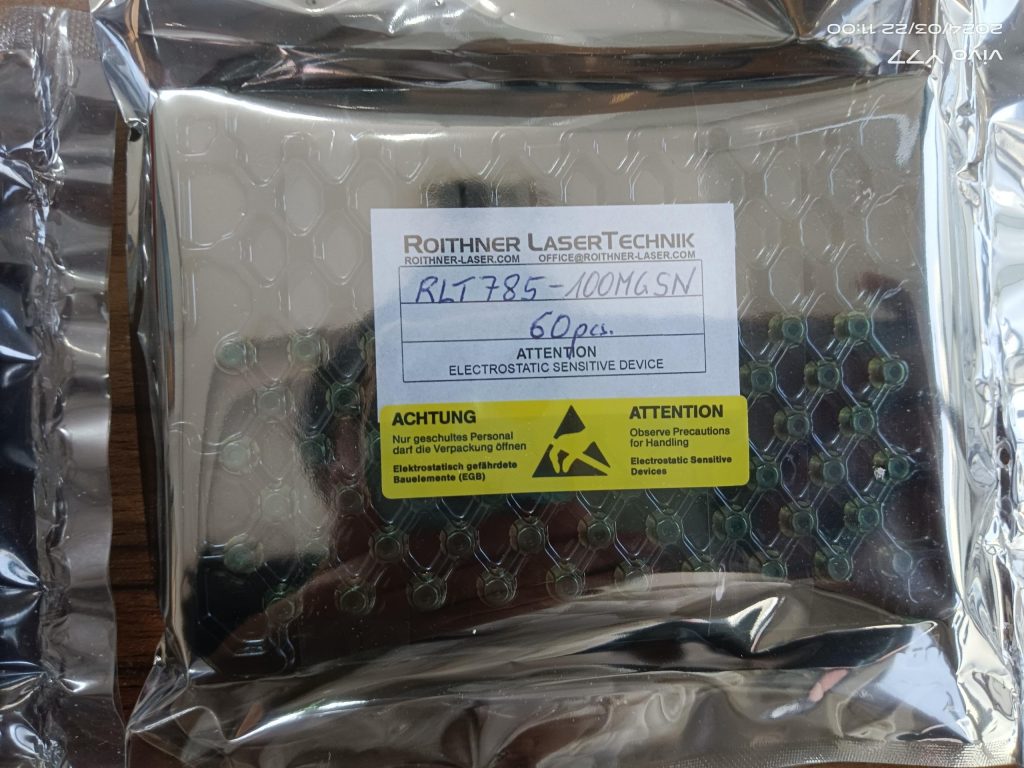 ROITHNER LASERTECHNIK
ROITHNER-LASER.COM OFFICE@ROITHNER-LASER.COM
RLT785-100MGSN
60pcs.
ATTENTION
ELECTROSTATIC SENSITIVE DEVICE
ACHTUNG
Nur geschultes Personal
darf die Verpackung öffnen
Elektrostatisch gefährdete
Bauelemente (EGB)
ATTENTION
Observe Precautions
for Handling
Electrostatic Sensitive
Devices
vivo Y77
2024/03/22 11:00